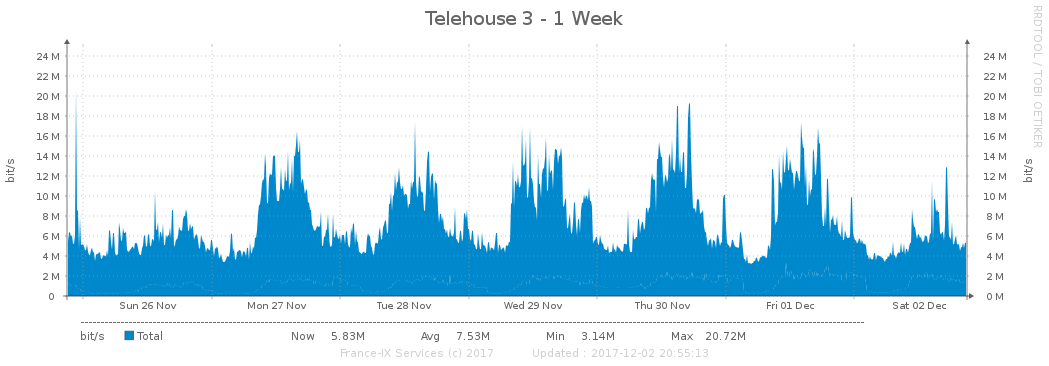 Telehouse 3 - 1 Week
RRDTOOL / TOBI OETIKER
bit/s
24 M 24 M
22 M 22 M
20 M 20 M
18 M 18 M
16 M 16 M
14 M 14 M
12 M 12 M
10 M 10 M
8 M 8 M
6 M 6 M
4 M 4 M
2 M 2 M
0 0 M
bit/s
Sun 26 Nov Mon 27 Nov Tue 28 Nov Wed 29 Nov Thu 30 Nov Fri 01 Dec Sat 02 Dec
bit/s Total Now 5.83M Avg 7.53M Min 3.14M Max 20.72M
France-IX Services (c) 2017 Updated : 2017-12-02 20:55:13